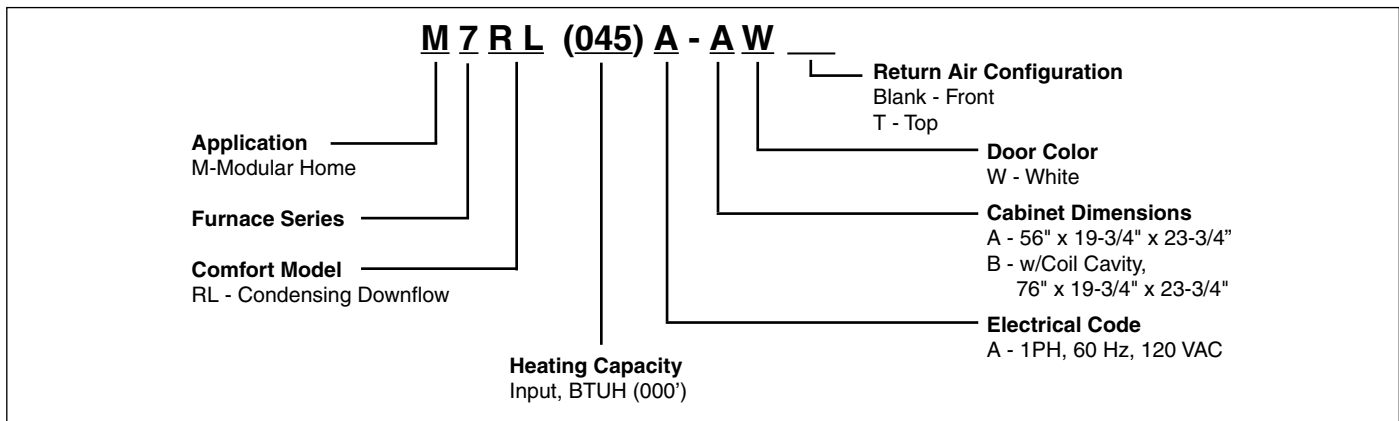 M 7 R L (045) A - A W ___
Return Air Configuration
Blank - Front
T - Top
Application
M-Modular Home
Door Color
W - White
Furnace Series
Cabinet Dimensions
A - 56" x 19-3/4" x 23-3/4”
B - w/Coil Cavity,
76" x 19-3/4" x 23-3/4"
Comfort Model
RL - Condensing Downflow
Electrical Code
A - 1PH, 60 Hz, 120 VAC
Heating Capacity
Input, BTUH (000’)